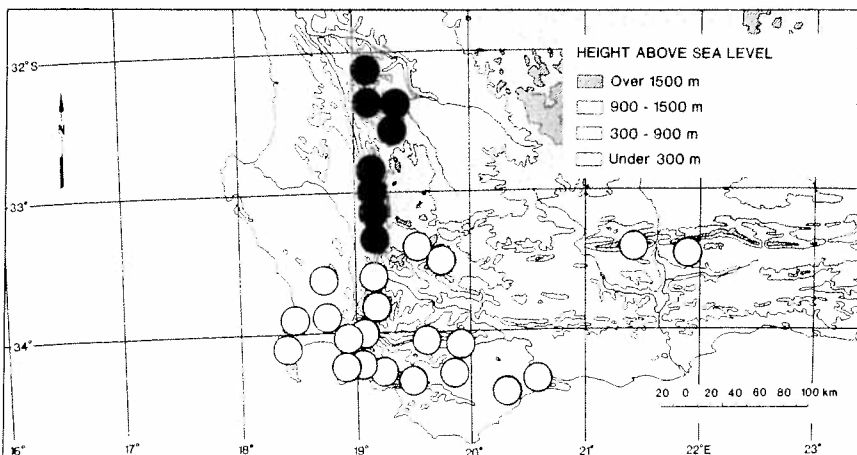 32°S
HEIGHT ABOVE SEA LEVEL
Over 1500 m
900 - 1500 m
300 - 900 m
Under 300 m
N
33°
34°
20 0 20 40 60 80 100 km
16° 17° 18° 19° 20° 21° 22°E 23°